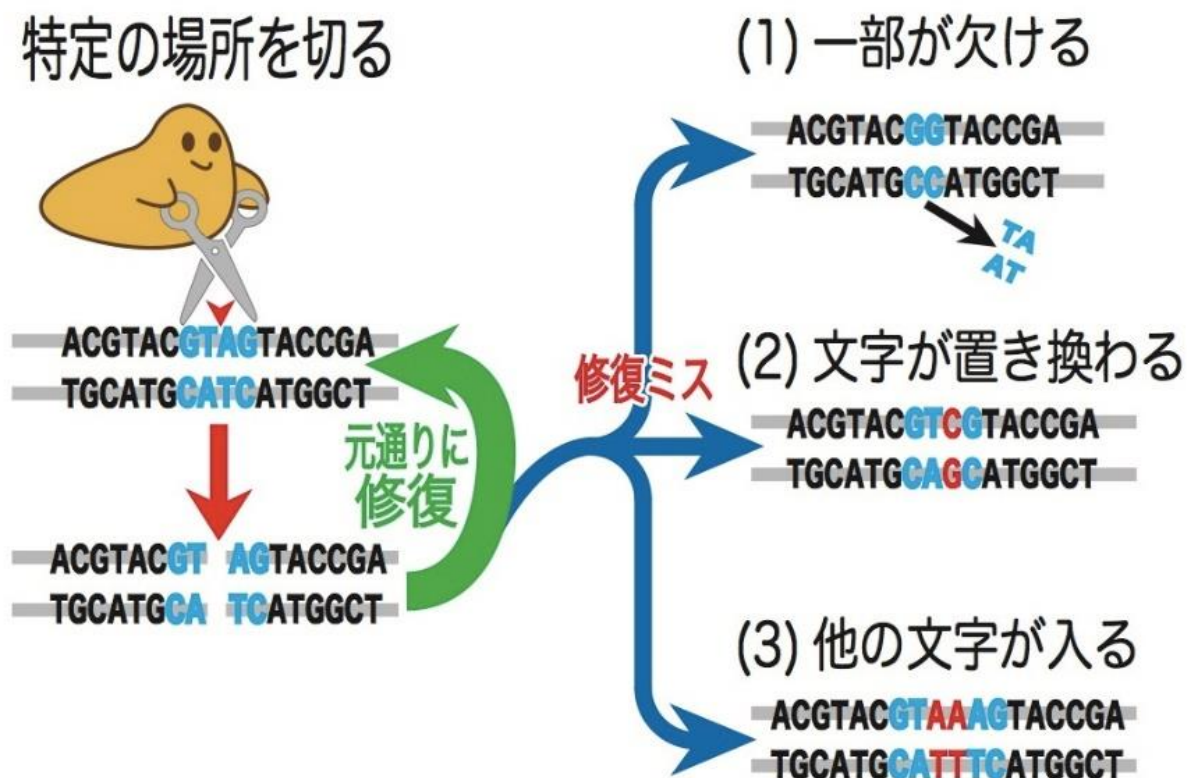 特定の場所を切る
ACGTACGTAGTACCGA
TGCATGCATCATGGCT
元通りに
修復
ACGTACGT AGTACCGA
TGCATGCA TCATGGCT
修復ミス
(1) 一部が欠ける
ACGTACGGTACCGA
TGCATGCCATGGCT
TA
AT
(2) 文字が置き換わる
ACGTACGTCGTACCGA
TGCATGCAGCATGGCT
(3) 他の文字が入る
ACGTACGTAAAGTACCGA
TGCATGCATTTCATGGCT